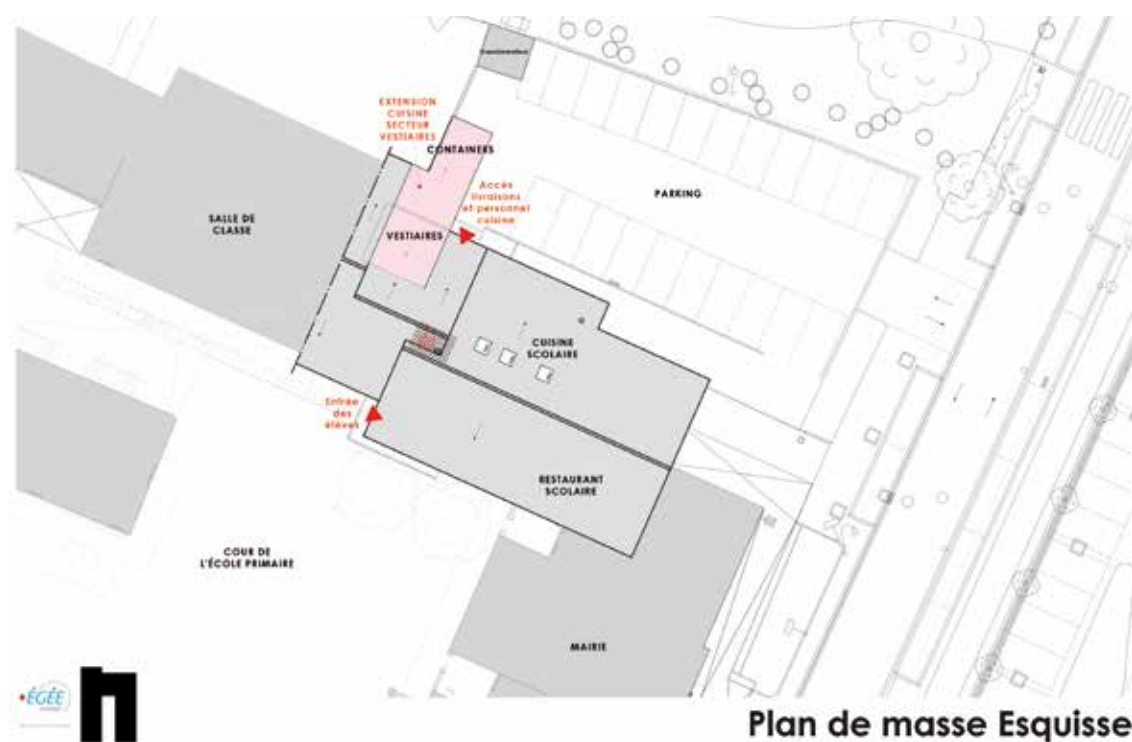 EXTENSION
CUISINE
SECTEUR
VESTIAIRES
CONTAINERS
Accès
livraisons
et personnel
cuisine
PARKING
SALLE DE
CLASSE
VESTIAIRES
CUISINE
SCOLAIRE
Entrée
des
élèves
RESTAURANT
SCOLAIRE
COUR DE
L'ÉCOLE PRIMAIRE
MAIRIE
ÉGÉE
Plan de masse Esquisse